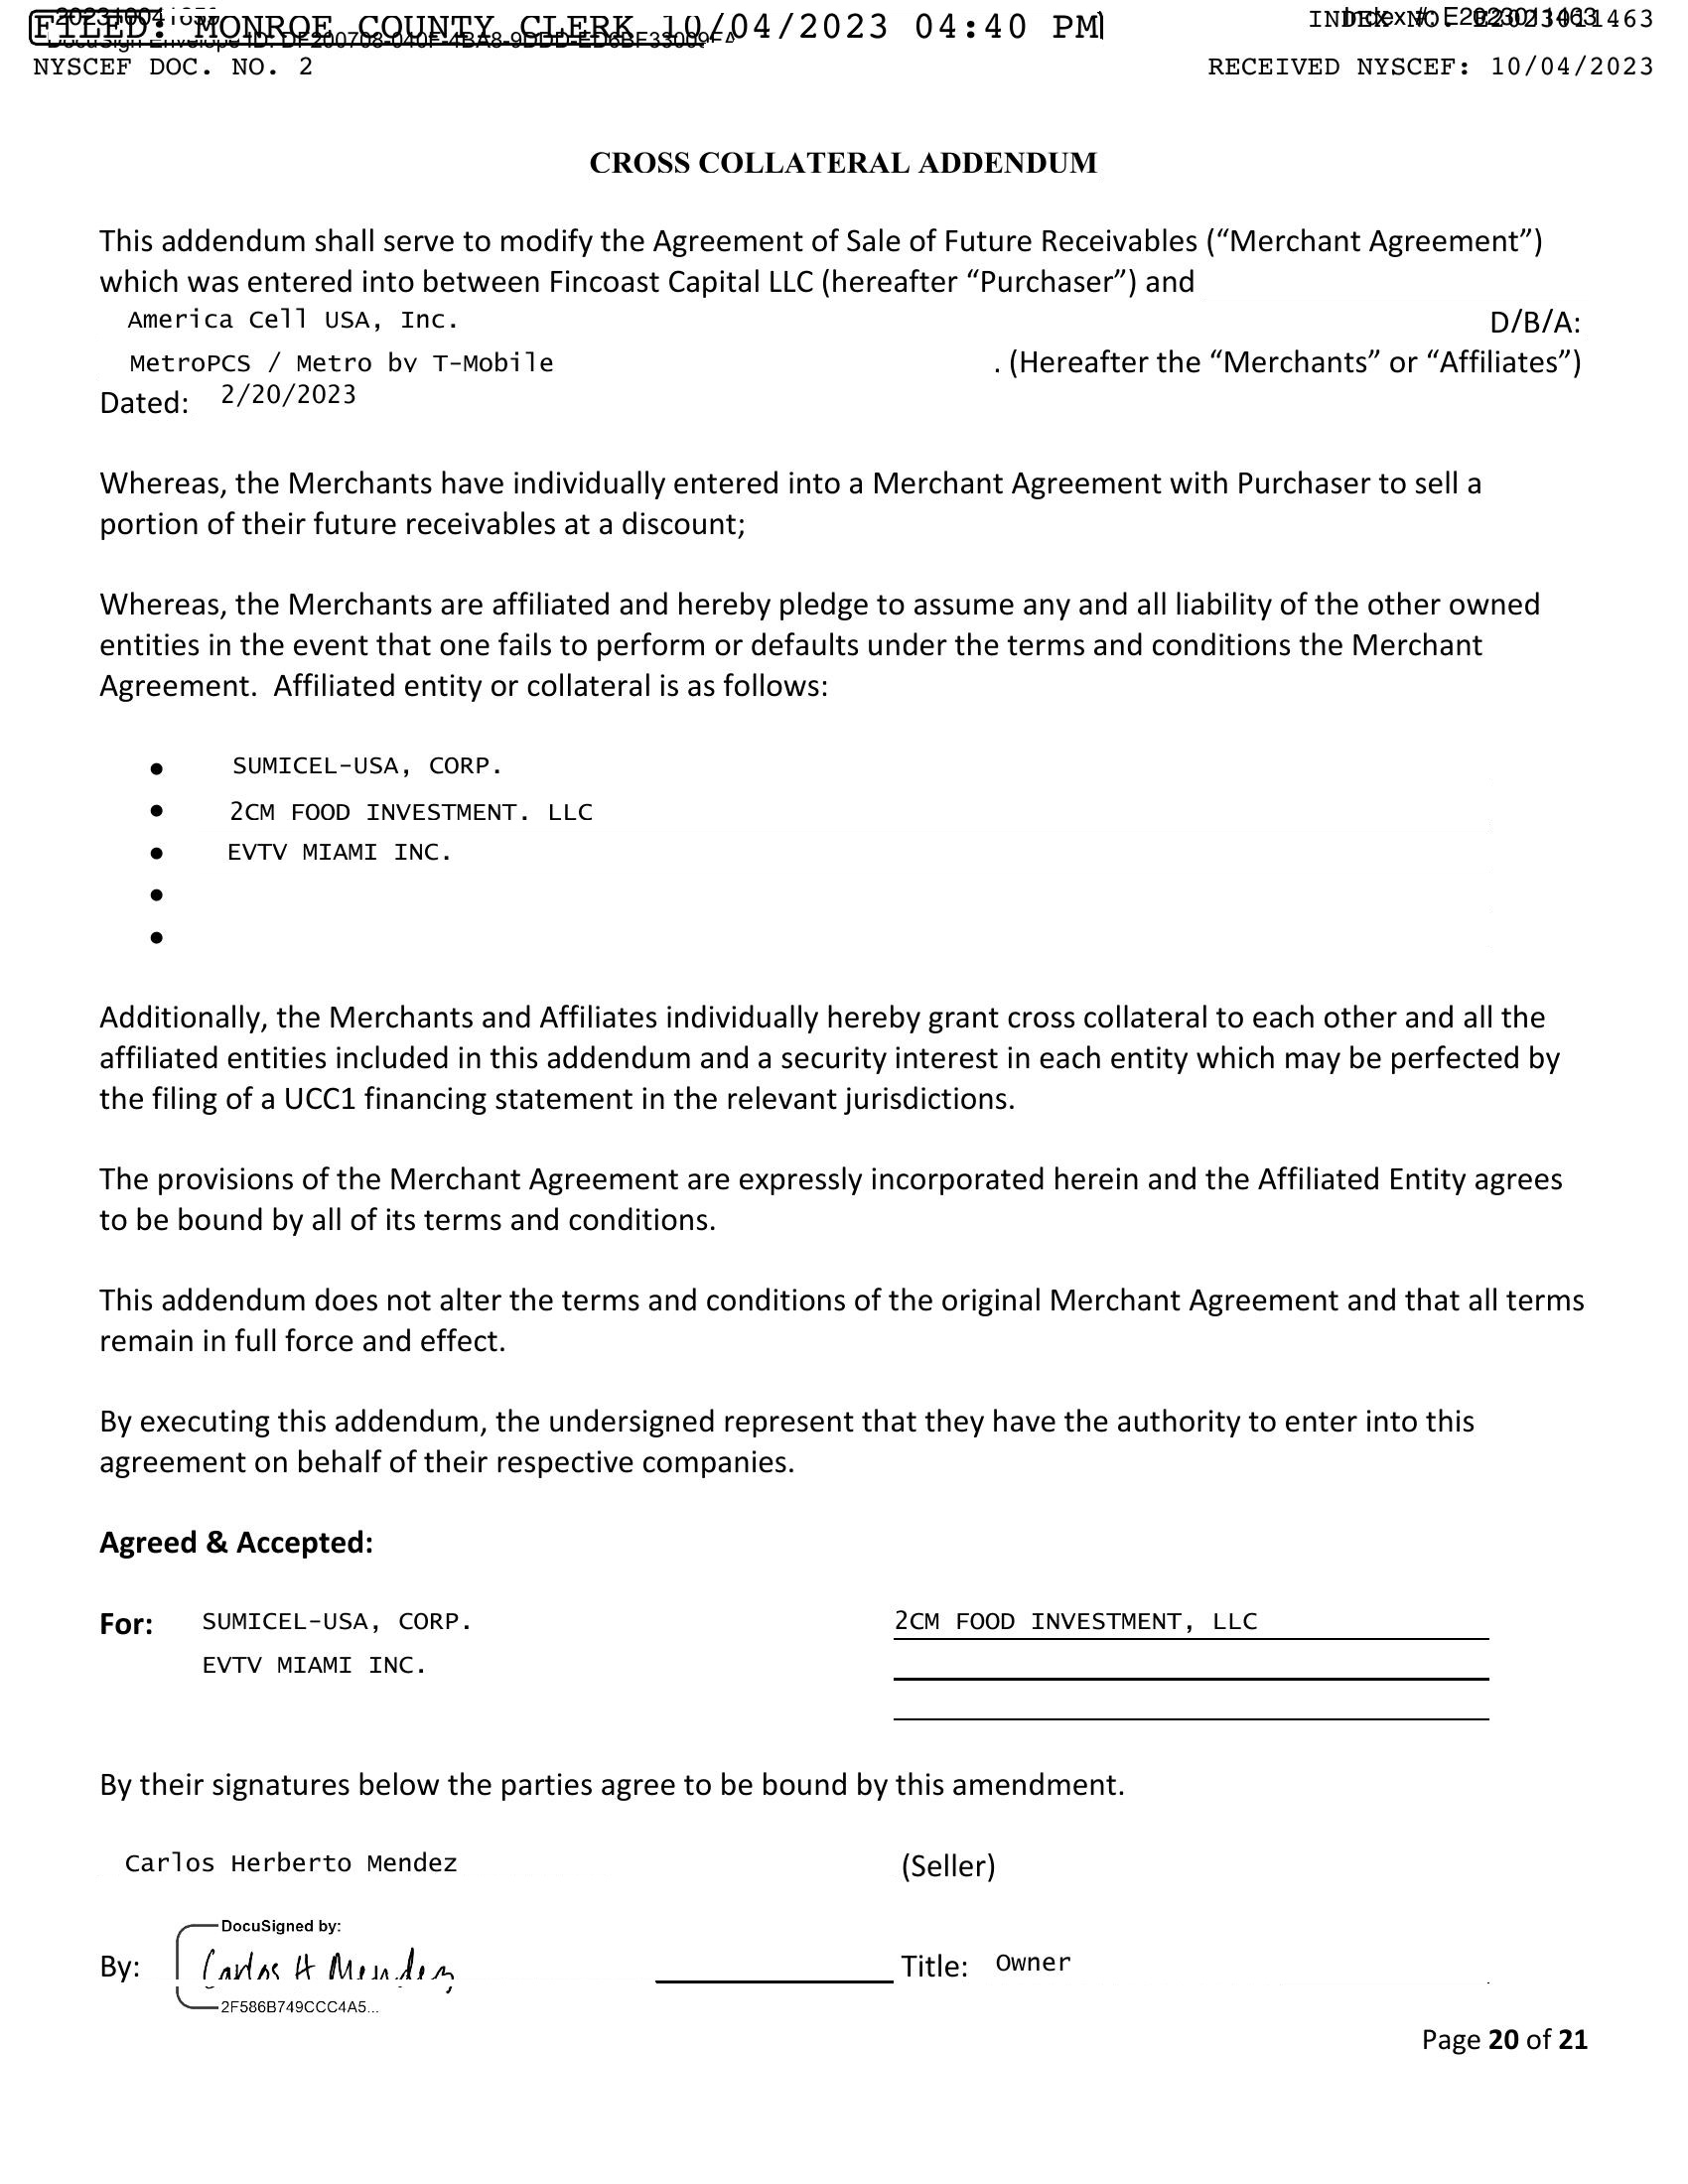 FILED: MONROE COUNTY CLERK 10/04/2023 04:40 PM
INDEX NO. E2023011463
Index #: E2023011463
NYSCEF DOC. NO. 2
RECEIVED NYSCEF: 10/04/2023
CROSS COLLATERAL ADDENDUM
This addendum shall serve to modify the Agreement of Sale of Future Receivables (“Merchant Agreement”)
which was entered into between Fincoast Capital LLC (hereafter “Purchaser”) and
America Cell USA, Inc. D/B/A:
MetroPCS / Metro by T-Mobile . (Hereafter the “Merchants” or “Affiliates”)
Dated: 2/20/2023
Whereas, the Merchants have individually entered into a Merchant Agreement with Purchaser to sell a
portion of their future receivables at a discount;
Whereas, the Merchants are affiliated and hereby pledge to assume any and all liability of the other owned
entities in the event that one fails to perform or defaults under the terms and conditions the Merchant
Agreement. Affiliated entity or collateral is as follows:
• SUMICEL-USA, CORP.
• 2CM FOOD INVESTMENT. LLC
• EVTV MIAMI INC.
•
•
Additionally, the Merchants and Affiliates individually hereby grant cross collateral to each other and all the
affiliated entities included in this addendum and a security interest in each entity which may be perfected by
the filing of a UCC1 financing statement in the relevant jurisdictions.
The provisions of the Merchant Agreement are expressly incorporated herein and the Affiliated Entity agrees
to be bound by all of its terms and conditions.
This addendum does not alter the terms and conditions of the original Merchant Agreement and that all terms
remain in full force and effect.
By executing this addendum, the undersigned represent that they have the authority to enter into this
agreement on behalf of their respective companies.
Agreed & Accepted:
For: SUMICEL-USA, CORP. 2CM FOOD INVESTMENT, LLC
EVTV MIAMI INC.
By their signatures below the parties agree to be bound by this amendment.
Carlos Herberto Mendez (Seller)
DocuSigned by:
By: Carlos H Mendez Title: Owner
2F586B749CCC4A5...
Page 20 of 21